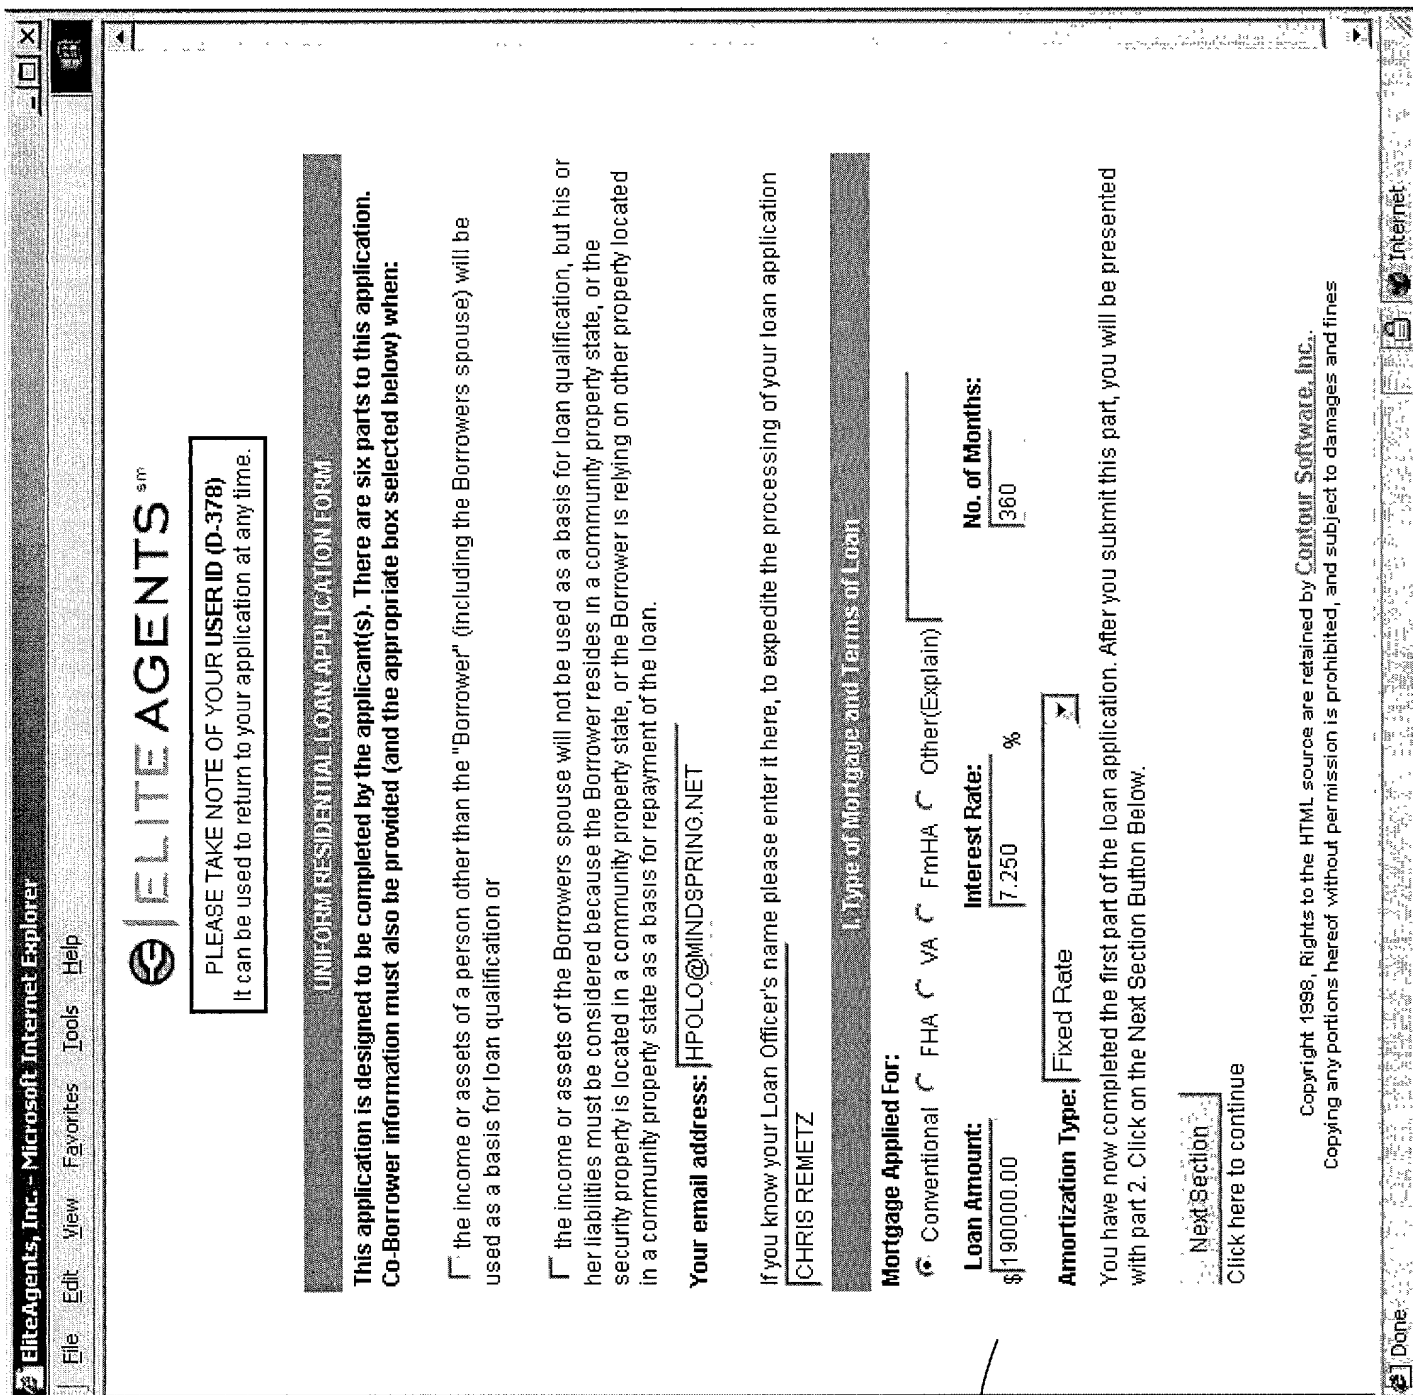 EliteAgents, Inc. - Microsoft Internet Explorer
File Edit View Favorites Tools Help
ELITE AGENTS sm
PLEASE TAKE NOTE OF YOUR USER ID (D-378)
It can be used to return to your application at any time.
UNIFORM RESIDENTIAL LOAN APPLICATION FORM
This application is designed to be completed by the applicant(s). There are six parts to this application.
Co-Borrower information must also be provided (and the appropriate box selected below) when:
the income or assets of a person other than the "Borrower" (including the Borrowers spouse) will be
used as a basis for loan qualification or
the income or assets of the Borrowers spouse will not be used as a basis for loan qualification, but his or
her liabilities must be considered because the Borrower resides in a community property state, or the
security property is located in a community property state, or the Borrower is relying on other property located
in a community property state as a basis for repayment of the loan.
Your email address: HPOLO@MINDSPRING.NET
If you know your Loan Officer's name please enter it here, to expedite the processing of your loan application
CHRIS REMETZ
I. Type of Mortgage and Terms of Loan
Mortgage Applied For:
Conventional FHA VA FmHA Other(Explain)
Loan Amount: Interest Rate: No. of Months:
$ 190000.00 7.250 % 360
Amortization Type: Fixed Rate
You have now completed the first part of the loan application. After you submit this part, you will be presented
with part 2. Click on the Next Section Button Below.
Next Section
Click here to continue
Copyright 1998, Rights to the HTML source are retained by Contour Software, Inc..
Copying any portions hereof without permission is prohibited, and subject to damages and fines
Done Internet